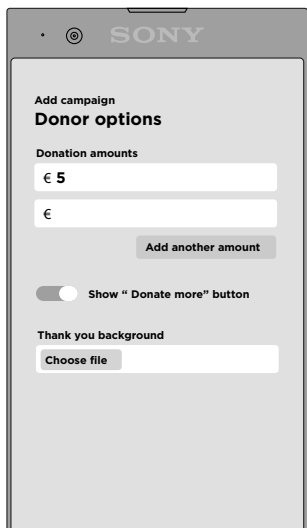 SONY
Add campaign
Donor options
Donation amounts
€ 5
€
Add another amount
Show “ Donate more” button
Thank you background
Choose file